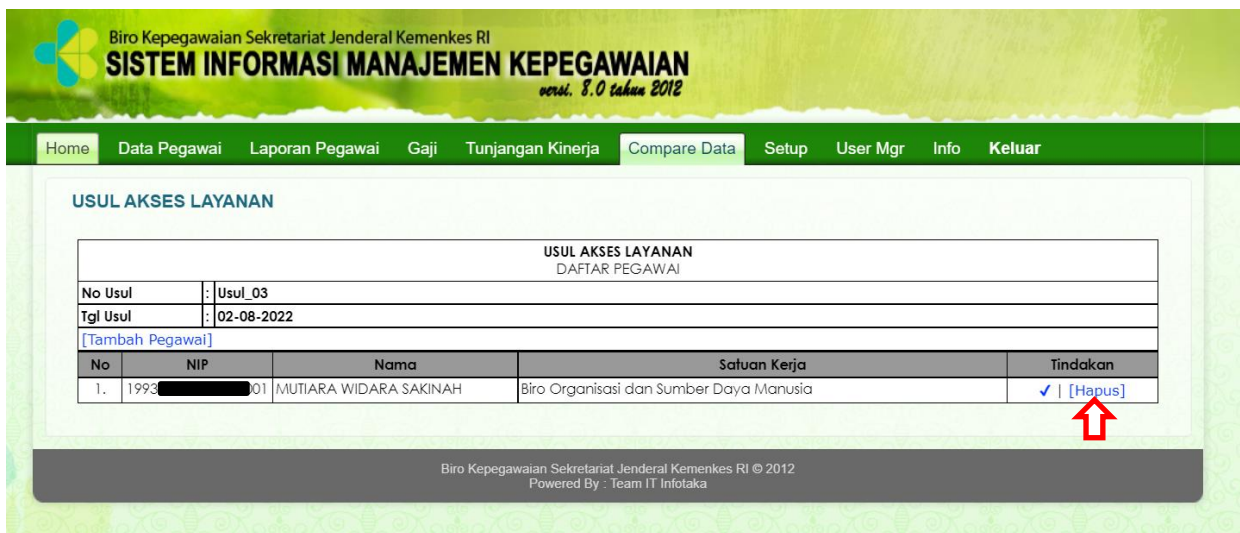 Biro Kepegawaian Sekretariat Jenderal Kemenkes RI
SISTEM INFORMASI MANAJEMEN KEPEGAWAIAN
versi. 8.0 tahun 2012
Home Data Pegawai Laporan Pegawai Gaji Tunjangan Kinerja Compare Data Setup User Mgr Info Keluar
USUL AKSES LAYANAN
USUL AKSES LAYANAN
DAFTAR PEGAWAI
No Usul : Usul_03
Tgl Usul : 02-08-2022
[Tambah Pegawai]
No NIP Nama Satuan Kerja Tindakan
1. 1993 001 MUTIARA WIDARA SAKINAH Biro Organisasi dan Sumber Daya Manusia ✓ | [Hapus]
Biro Kepegawaian Sekretariat Jenderal Kemenkes RI © 2012
Powered By : Team IT Infotaka